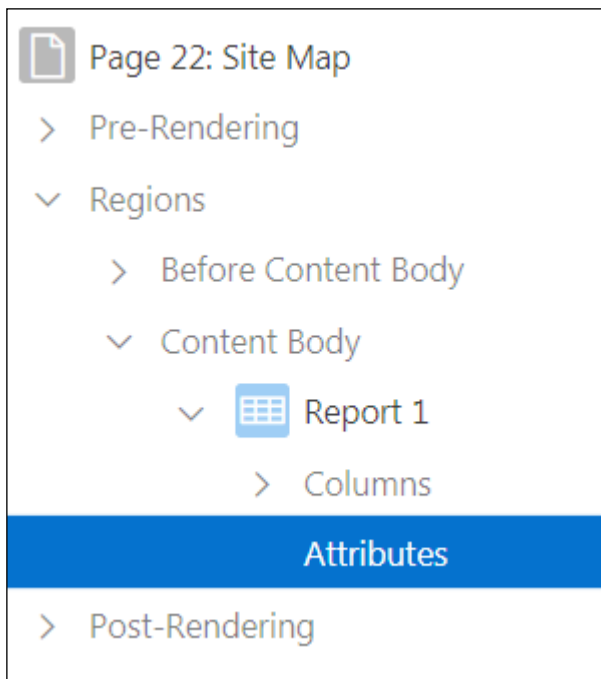 Page 22: Site Map
Pre-Rendering
Regions
Before Content Body
Content Body
Report 1
Columns
Attributes
Post-Rendering